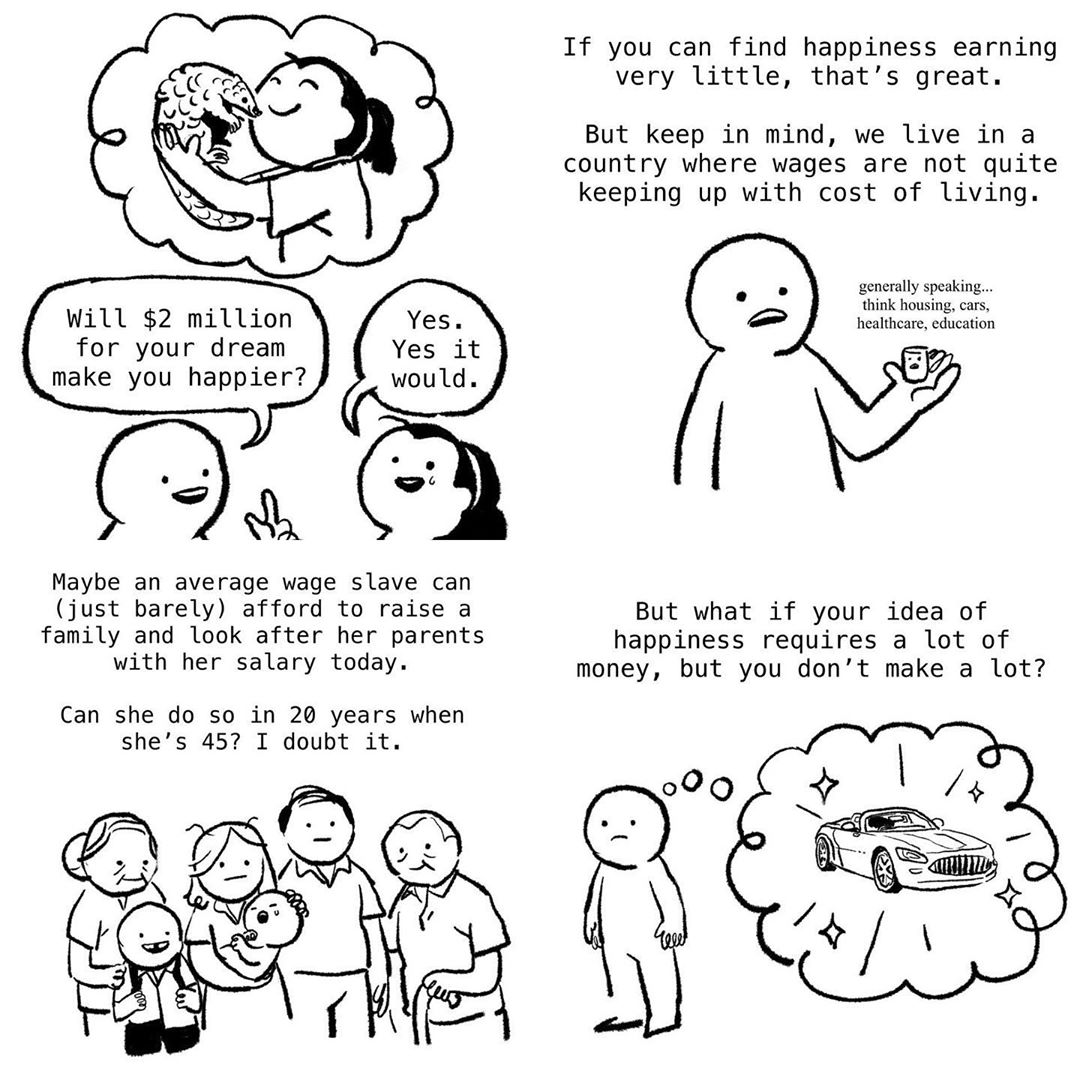 Will $2 million
for your dream
make you happier?
Yes.
Yes it
would.
If you can find happiness earning
very little, that's great.
But keep in mind, we live in a
country where wages are not quite
keeping up with cost of living.
generally speaking...
think housing, cars,
healthcare, education
Maybe an average wage slave can
(just barely) afford to raise a
family and look after her parents
with her salary today.
Can she do so in 20 years when
she's 45? I doubt it.
But what if your idea of
happiness requires a lot of
money, but you don't make a lot?